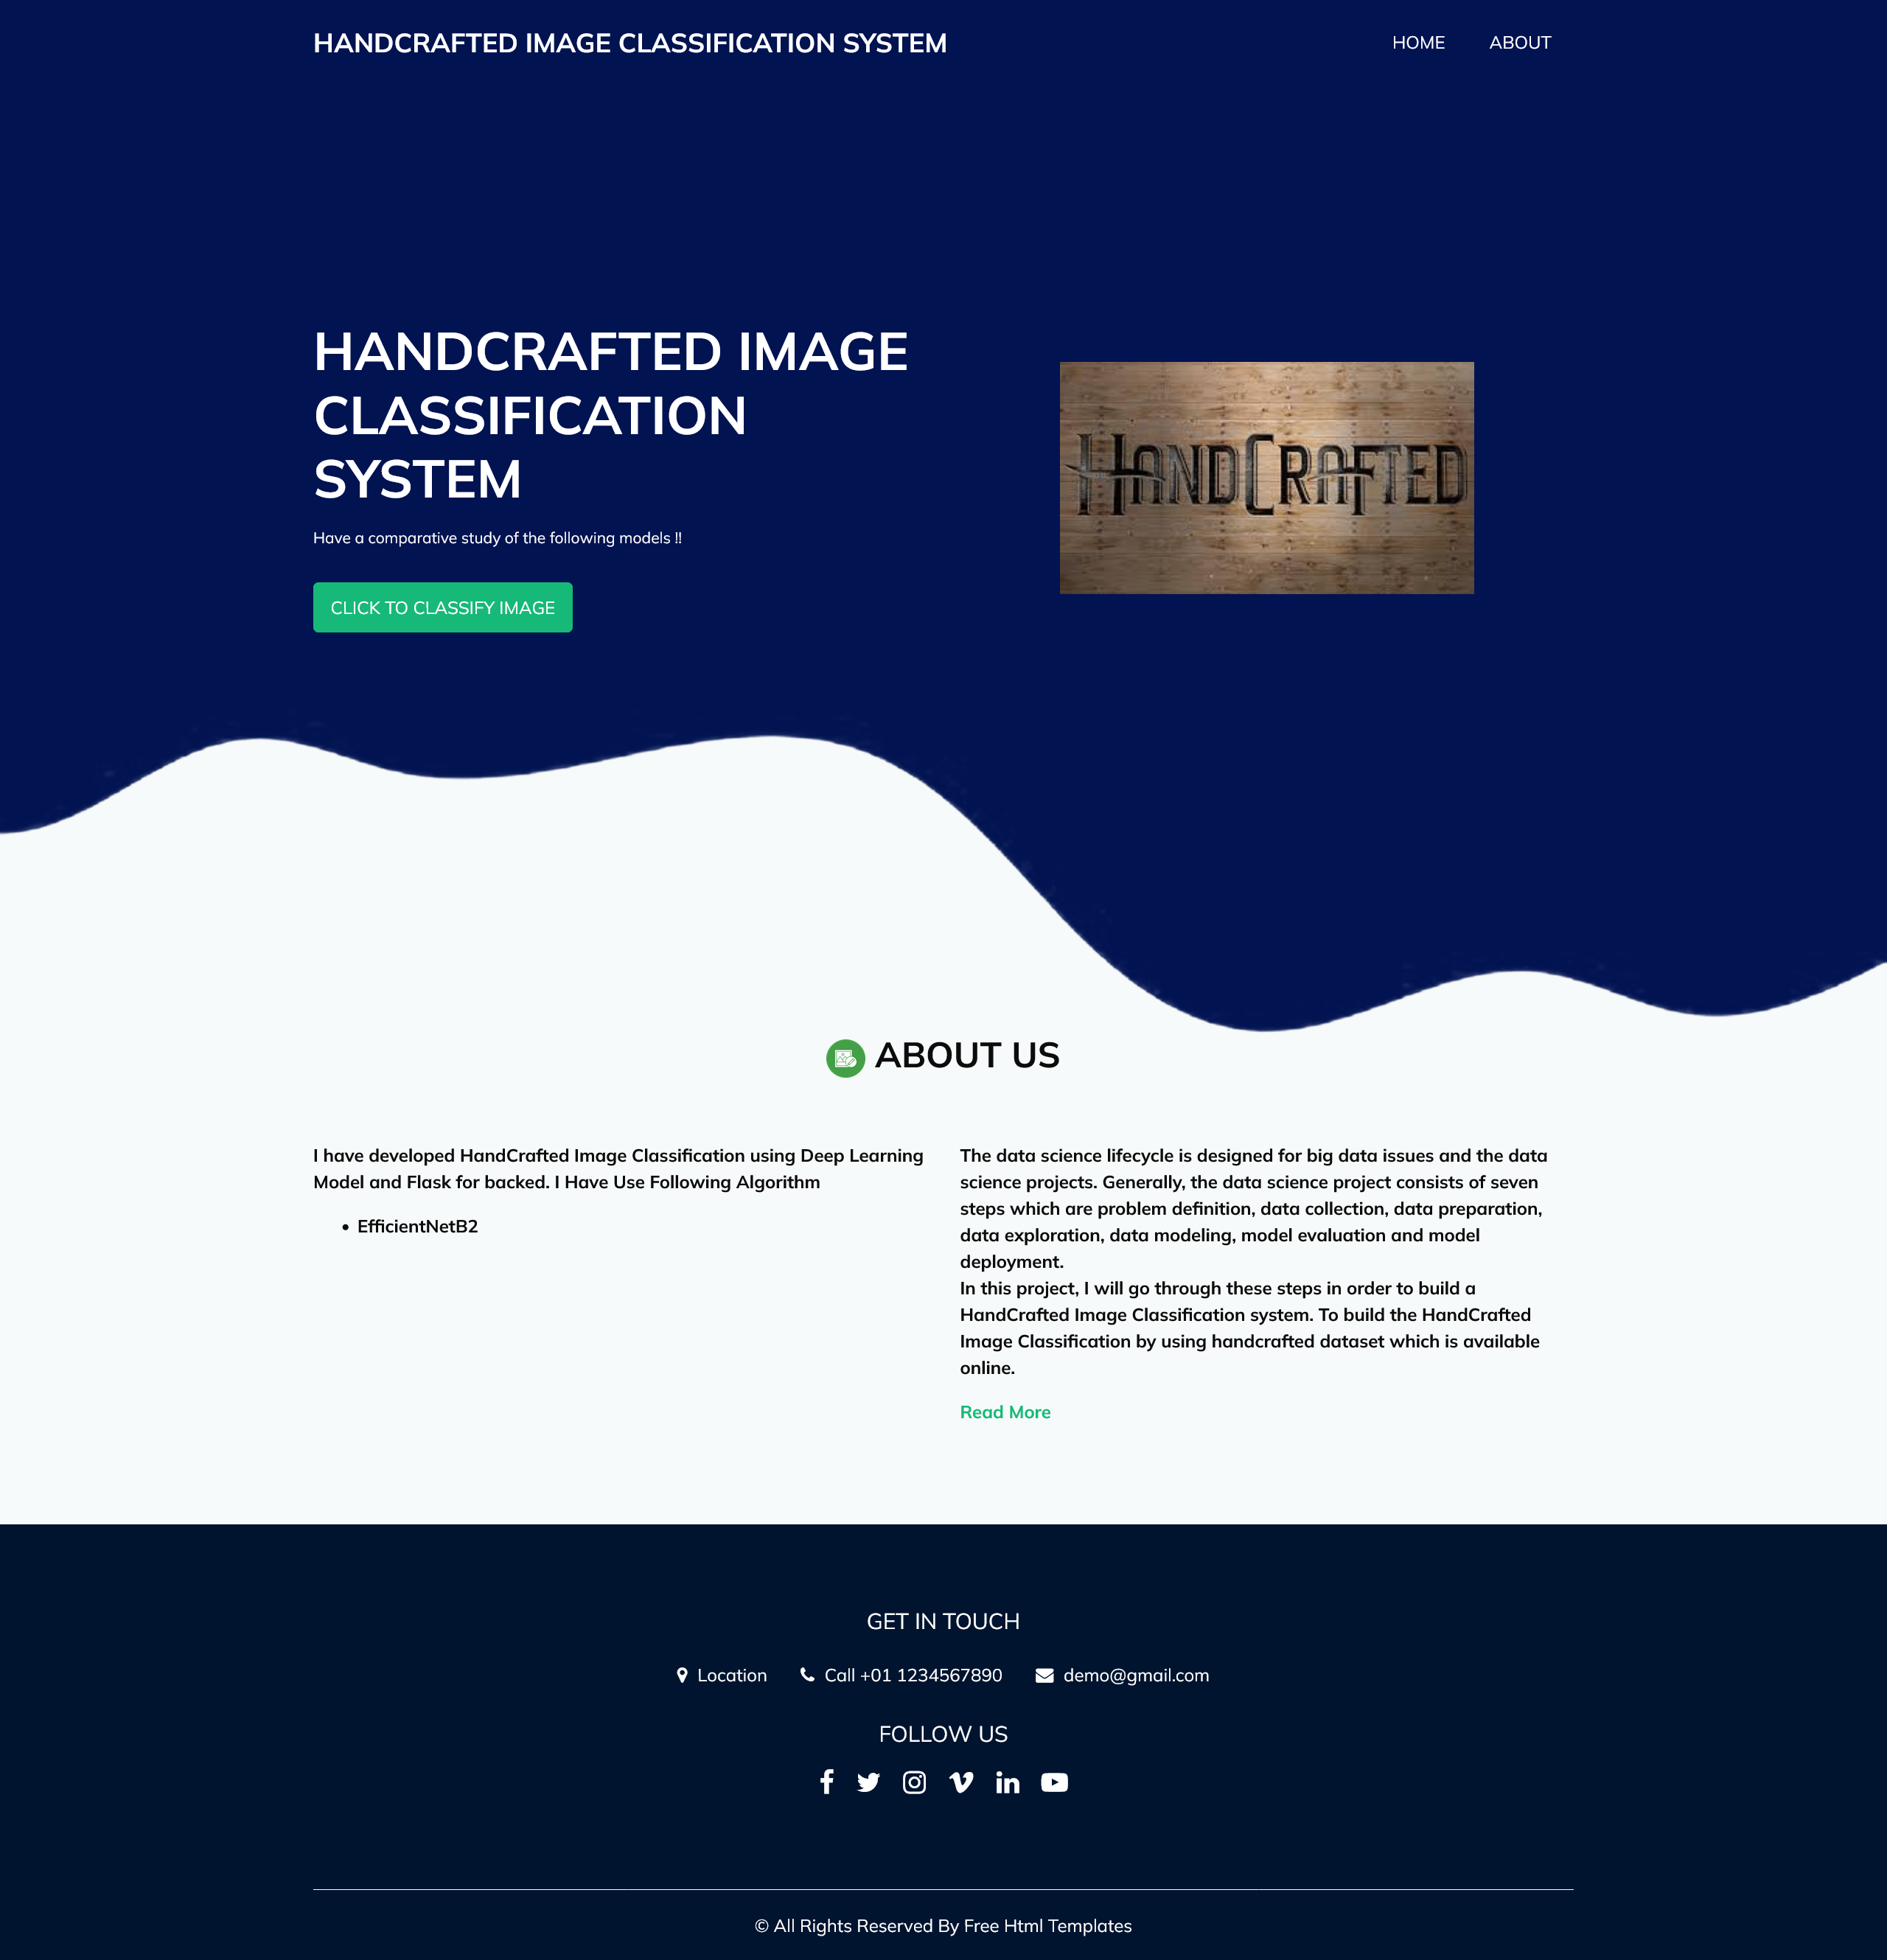 HANDCRAFTED IMAGE CLASSIFICATION SYSTEM
HOME
ABOUT
HANDCRAFTED IMAGE
CLASSIFICATION
SYSTEM
Have a comparative study of the following models !!
CLICK TO CLASSIFY IMAGE
HANDCRAFTED
ABOUT US
I have developed HandCrafted Image Classification using Deep Learning
Model and Flask for backed. I Have Use Following Algorithm
• EfficientNetB2
The data science lifecycle is designed for big data issues and the data
science projects. Generally, the data science project consists of seven
steps which are problem definition, data collection, data preparation,
data exploration, data modeling, model evaluation and model
deployment.
In this project, I will go through these steps in order to build a
HandCrafted Image Classification system. To build the HandCrafted
Image Classification by using handcrafted dataset which is available
online.
Read More
GET IN TOUCH
Location
Call +01 1234567890
demo@gmail.com
FOLLOW US
© All Rights Reserved By Free Html Templates